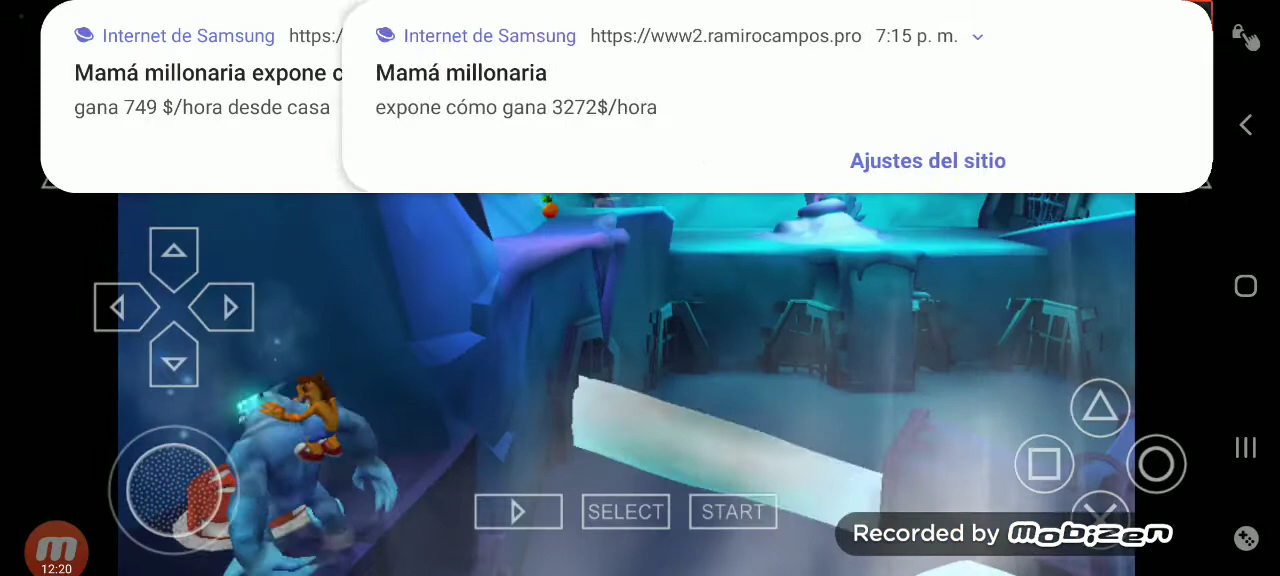 Internet de Samsung https:/
Mamá millonaria expone c
gana 749 $/hora desde casa
Internet de Samsung https://www2.ramirocampos.pro 7:15 p. m.
Mamá millonaria
expone cómo gana 3272$/hora
Ajustes del sitio
SELECT
START
Recorded by mobizen
12:20